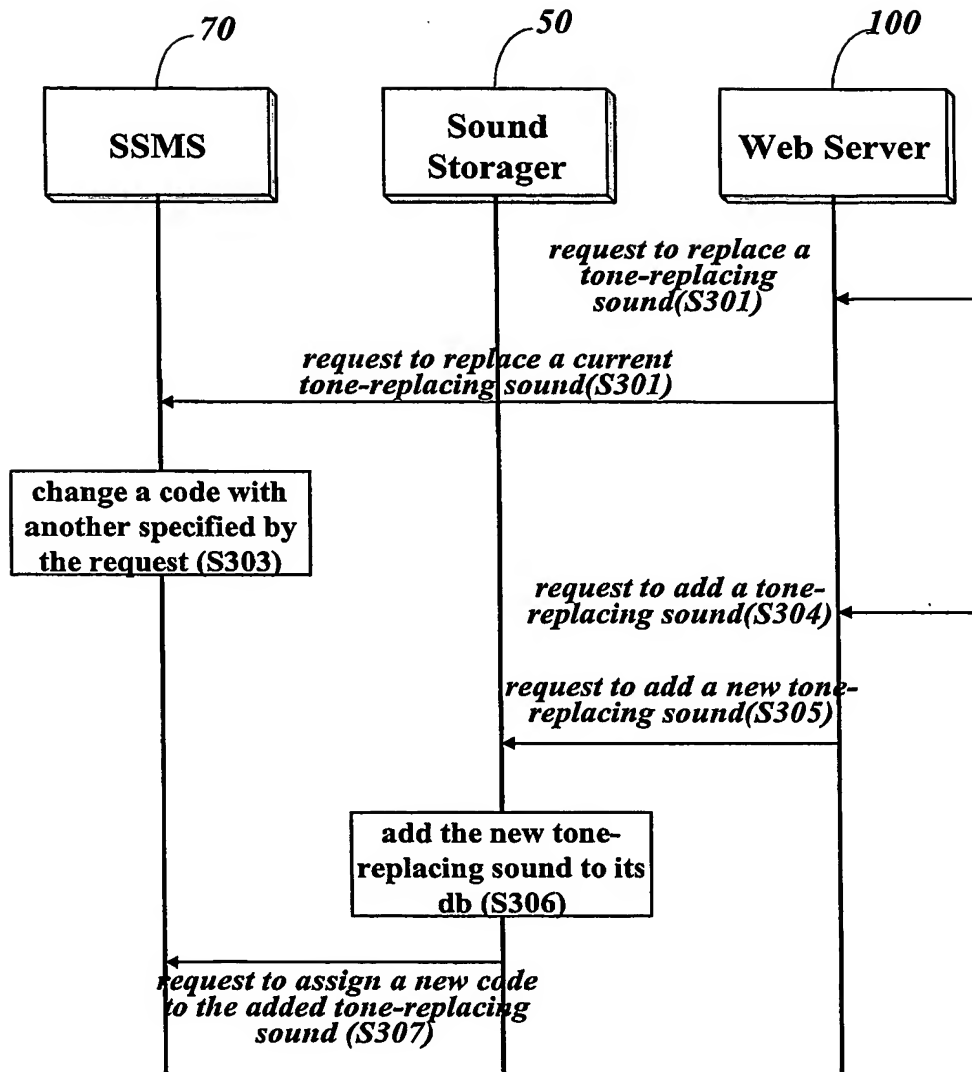 70
50
100
SSMS
Sound
Storager
Web Server
request to replace a
tone-replacing
sound(S301)
request to replace a current
tone-replacing sound(S301)
change a code with
another specified by
the request (S303)
request to add a tone-
replacing sound(S304)
request to add a new tone-
replacing sound(S305)
add the new tone-
replacing sound to its
db (S306)
request to assign a new code
to the added tone-replacing
sound (S307)